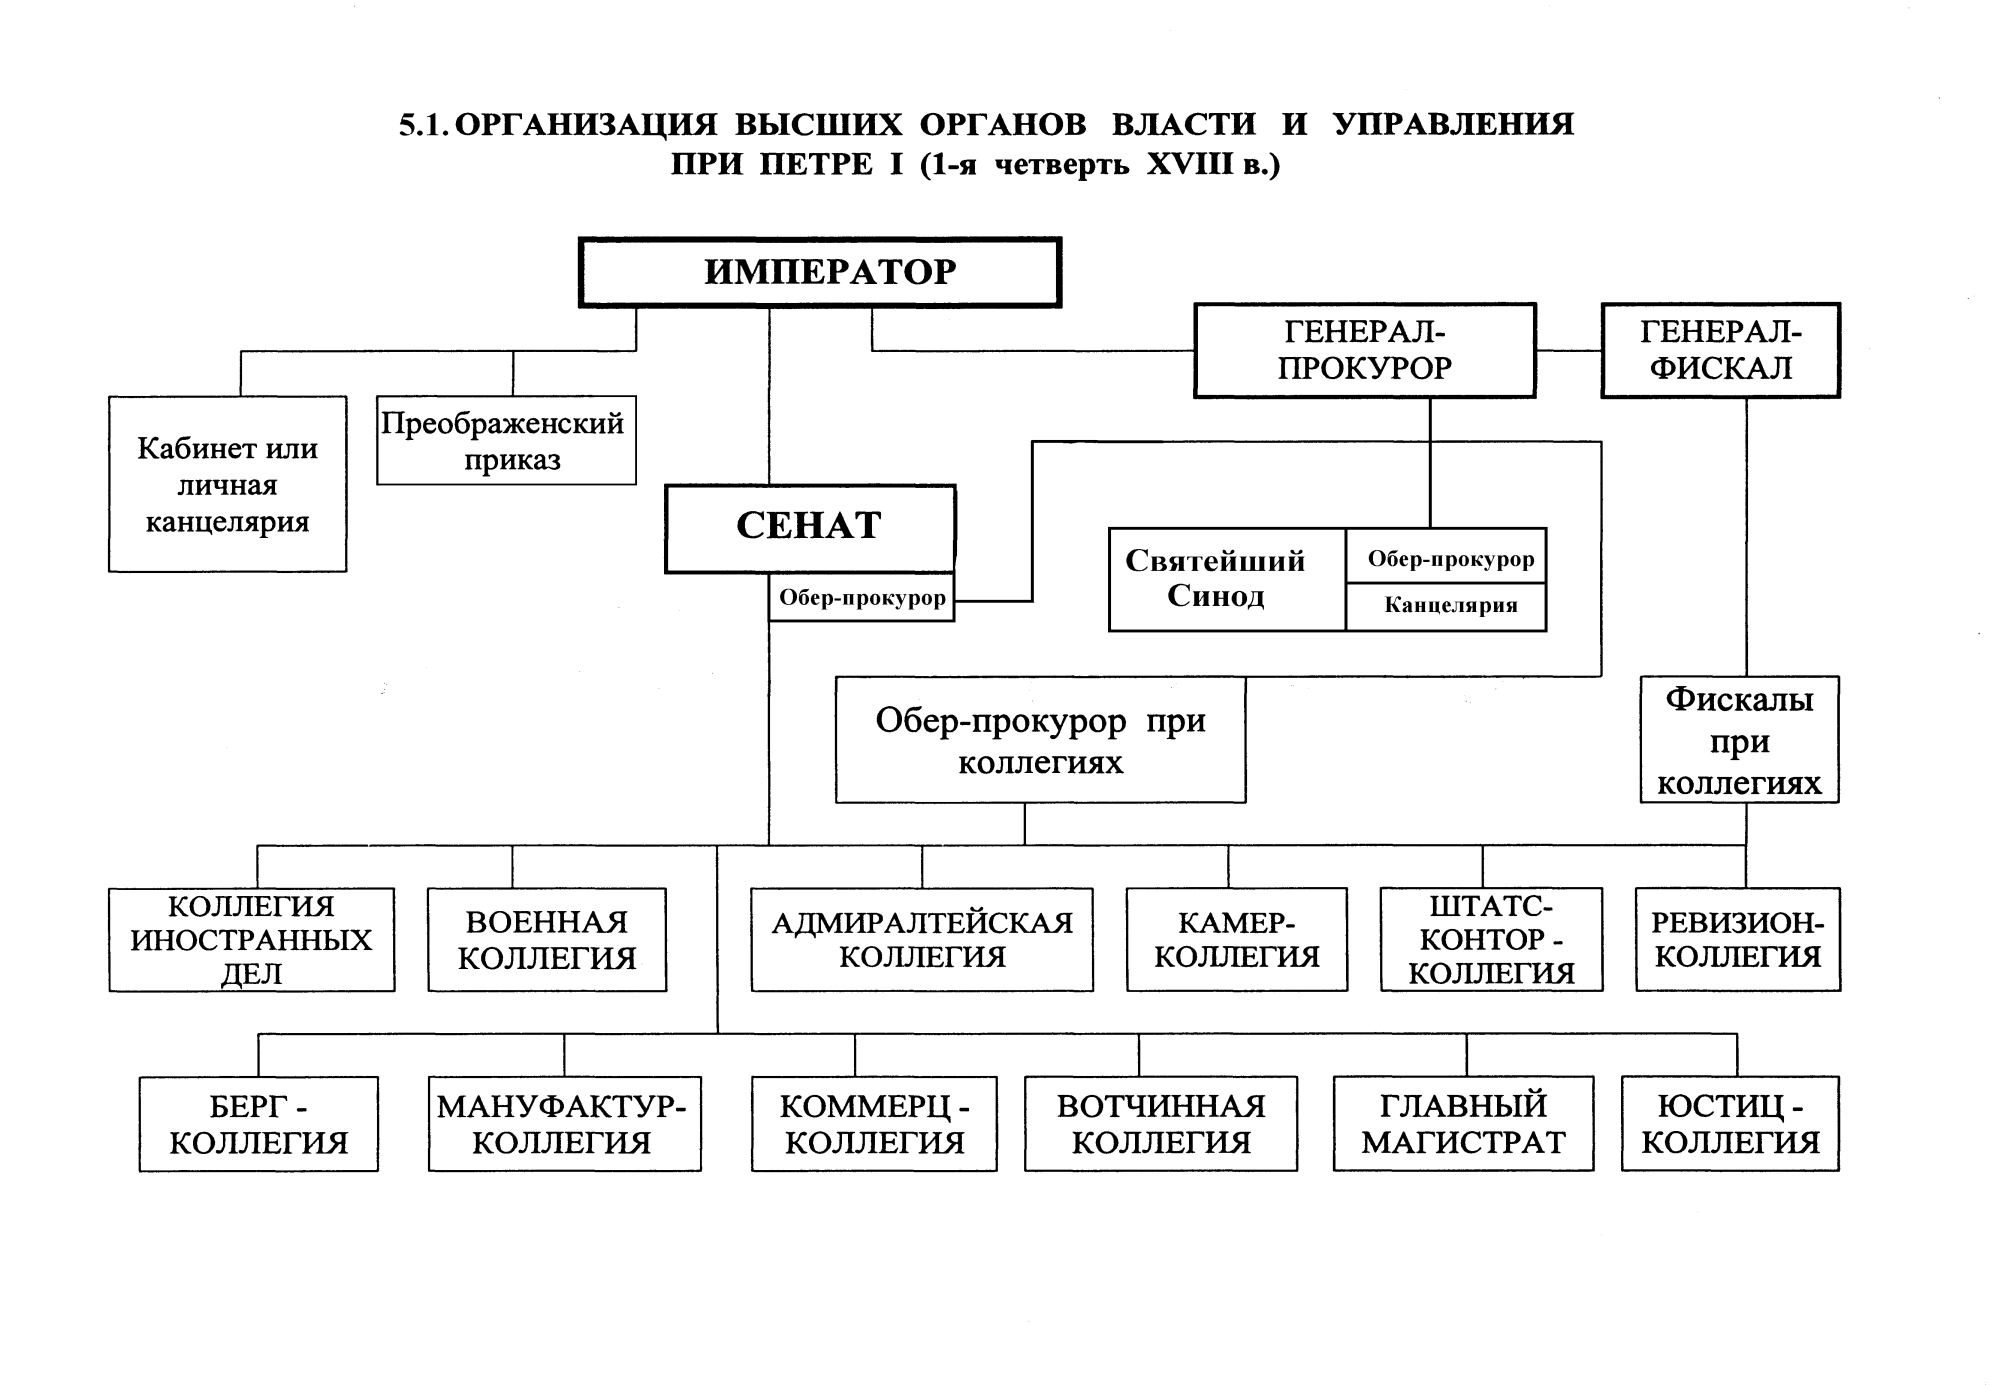 5.1. ОРГАНИЗАЦИЯ ВЫСШИХ ОРГАНОВ ВЛАСТИ И УПРАВЛЕНИЯ
ПРИ ПЕТРЕ I (1-я четверть XVIII в.)
ИМПЕРАТОР
ГЕНЕРАЛ-
ПРОКУРОР
ГЕНЕРАЛ-
ФИСКАЛ
Кабинет или
личная
канцелярия
Преображенский
приказ
СЕНАТ
Обер-прокурор
Святейший
Синод
Обер-прокурор
Канцелярия
Обер-прокурор при
коллегиях
Фискалы
при
коллегиях
КОЛЛЕГИЯ
ИНОСТРАННЫХ
ДЕЛ
ВОЕННАЯ
КОЛЛЕГИЯ
АДМИРАЛТЕЙСКАЯ
КОЛЛЕГИЯ
КАМЕР-
КОЛЛЕГИЯ
ШТАТС-
КОНТОР -
КОЛЛЕГИЯ
РЕВИЗИОН-
КОЛЛЕГИЯ
БЕРГ -
КОЛЛЕГИЯ
МАНУФАКТУР-
КОЛЛЕГИЯ
КОММЕРЦ -
КОЛЛЕГИЯ
ВОТЧИННАЯ
КОЛЛЕГИЯ
ГЛАВНЫЙ
МАГИСТРАТ
ЮСТИЦ -
КОЛЛЕГИЯ